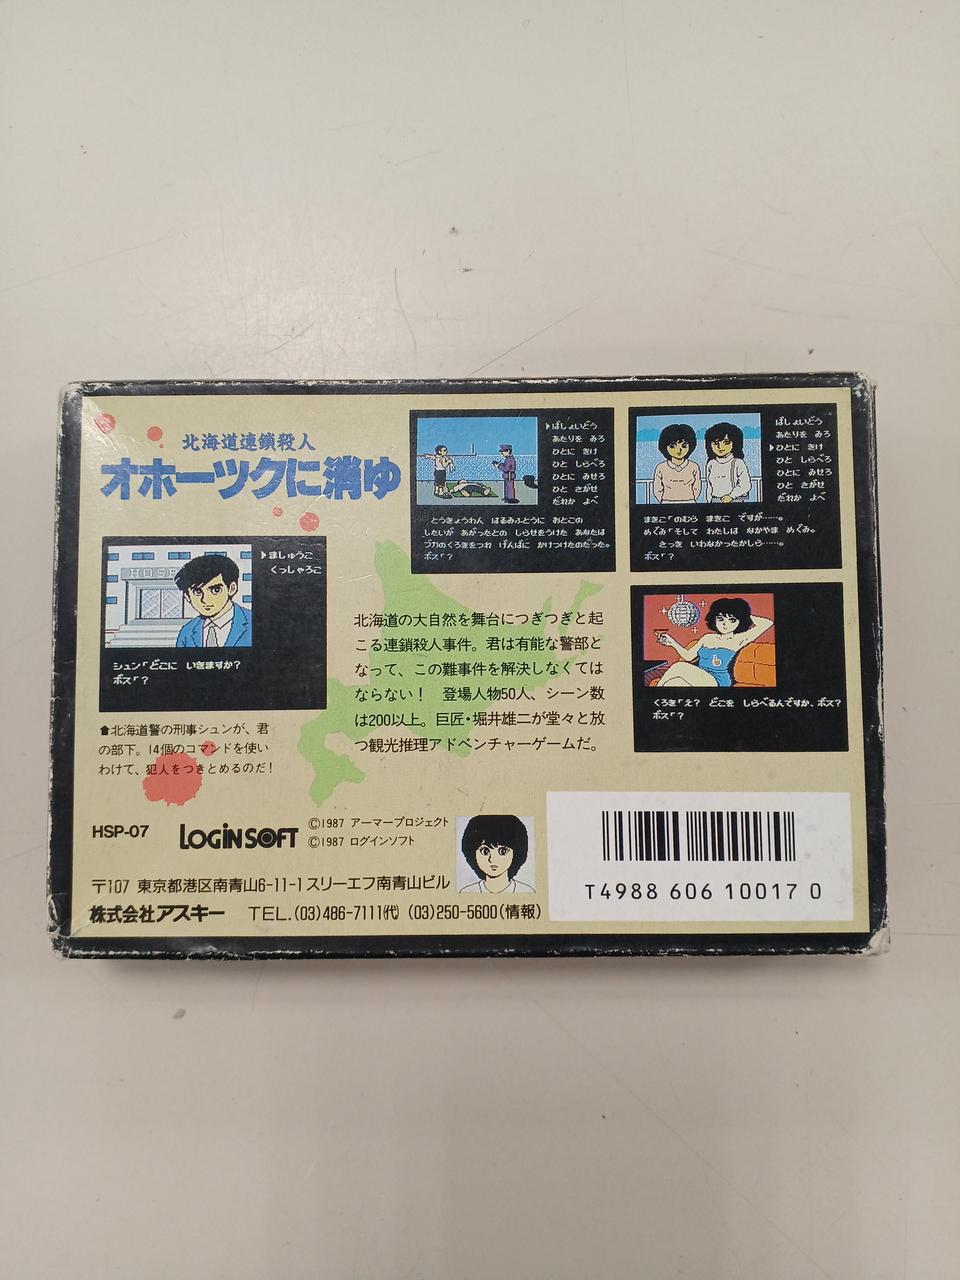 北海道連鎖殺人
オホーツクに消ゆ
▶ばしょいどう
あたりを みろ
ひとに きけ
ひと しらべろ
ひとに みせろ
ひと さがせ
だれか よべ
とうきょうわん はるみふとうに おとこの
したいが あがったとの しらせをうけた あなたは
ブカのくろきをつれ げんばに かけつけたのだった。
ボス「?
ばしょいどう
あたりを みろ
▶ひとに きけ
ひと しらべろ
ひとに みせろ
ひと さがせ
だれか よべ
まきこ「のむら まきこ ですが……。
めぐみ「そして わたしは なかやま めぐみ。
さっき いわなかったかしら……。
ボス「?
HOSP
▶ましゅうこ
くっしゃろこ
シュン「どこに いきますか?
ボス「?
⬆北海道警の刑事シュンが、君
の部下。14個のコマンドを使い
わけて、犯人をつきとめるのだ!
北海道の大自然を舞台につぎつぎと起
こる連鎖殺人事件。君は有能な警部と
なって、この難事件を解決しなくては
ならない! 登場人物50人、シーン数
は200以上。巨匠・堀井雄二が堂々と放
つ観光推理アドベンチャーゲームだ。
くろき「え? どこを しらべるんですか、ボス?
ボス「?
HSP-07
LOGiN SOFT
©1987 アーマープロジェクト
©1987 ログインソフト
〒107 東京都港区南青山6-11-1スリーエフ南青山ビル
株式会社アスキー TEL.(03)486-7111㈹ (03)250-5600(情報)
T4988 606 10017 0